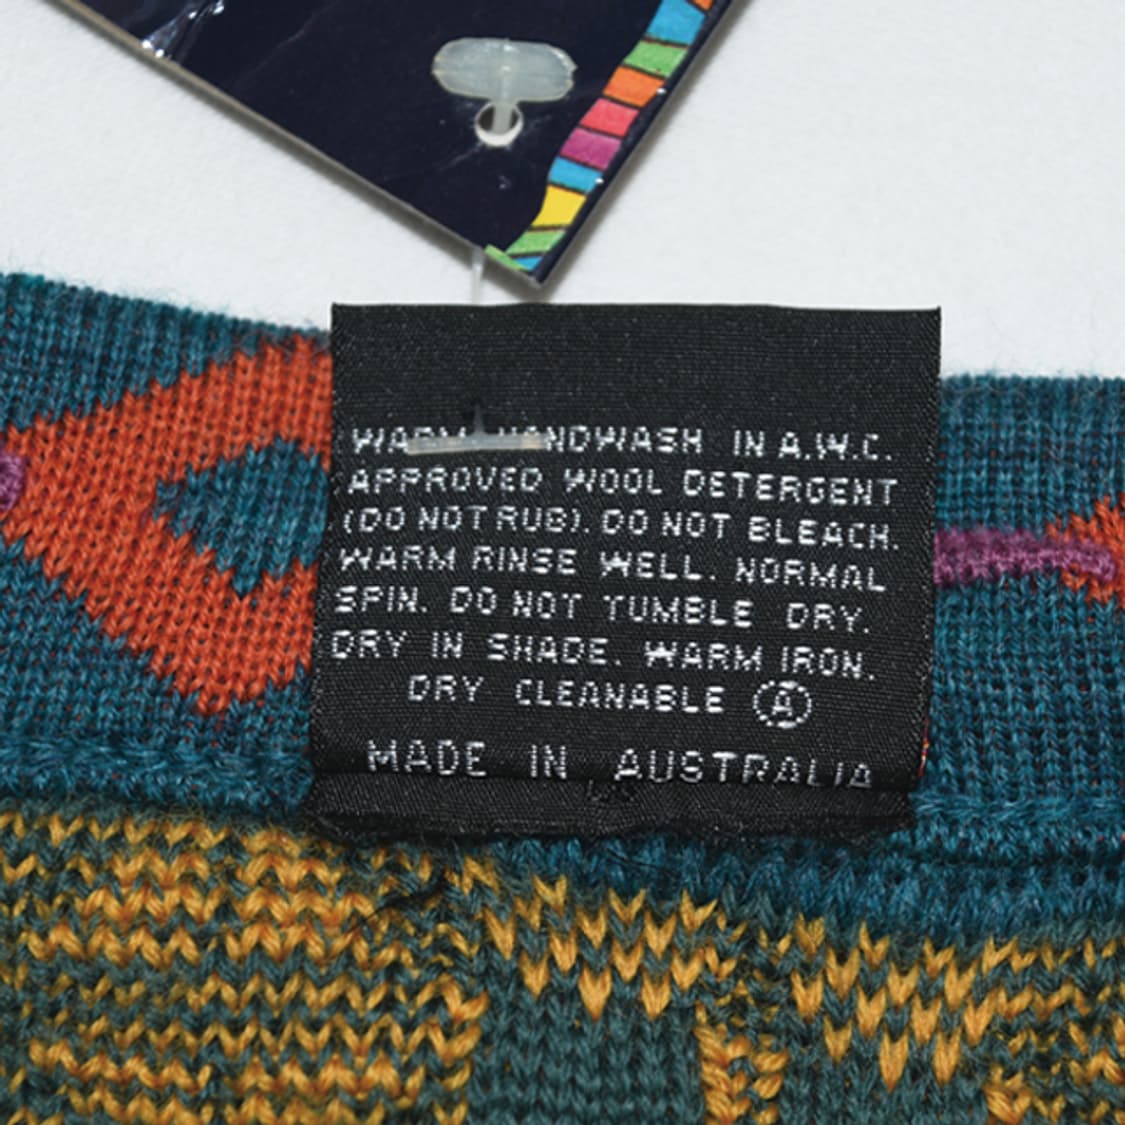 WARM HANDWASH IN A.W.C.
APPROVED WOOL DETERGENT
(DO NOT RUB). DO NOT BLEACH.
WARM RINSE WELL. NORMAL
SPIN. DO NOT TUMBLE DRY.
DRY IN SHADE. WARM IRON.
DRY CLEANABLE Ⓐ
MADE IN AUSTRALIA